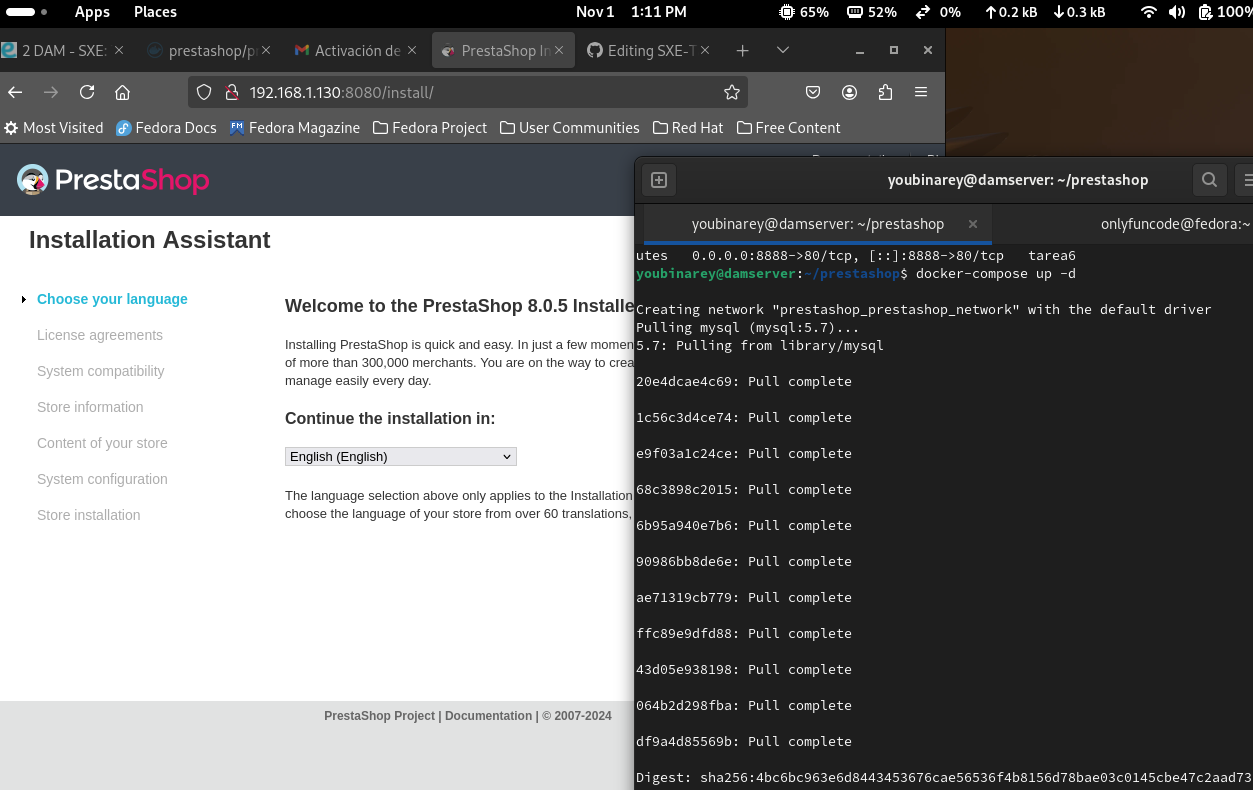 Apps Places Nov 1 1:11 PM 65% 52% 0% 0.2 kB 0.3 kB 100%
2 DAM - SXE: prestashop/p Activación de PrestaShop In Editing SXE-T
192.168.1.130:8080/install/
Most Visited Fedora Docs Fedora Magazine Fedora Project User Communities Red Hat Free Content
PrestaShop
Installation Assistant
Choose your language
License agreements
System compatibility
Store information
Content of your store
System configuration
Store installation
Welcome to the PrestaShop 8.0.5 Installe
Installing PrestaShop is quick and easy. In just a few momen
of more than 300,000 merchants. You are on the way to crea
manage easily every day.
Continue the installation in:
English (English)
The language selection above only applies to the Installation
choose the language of your store from over 60 translations,
PrestaShop Project | Documentation | © 2007-2024
youbinarey@damserver: ~/prestashop
youbinarey@damserver: ~/prestashop onlyfuncode@fedora:~
utes 0.0.0.0:8888->80/tcp, [::]:8888->80/tcp tarea6
youbinarey@damserver:~/prestashop$ docker-compose up -d
Creating network "prestashop_prestashop_network" with the default driver
Pulling mysql (mysql:5.7)...
5.7: Pulling from library/mysql
20e4dcae4c69: Pull complete
1c56c3d4ce74: Pull complete
e9f03a1c24ce: Pull complete
68c3898c2015: Pull complete
6b95a940e7b6: Pull complete
90986bb8de6e: Pull complete
ae71319cb779: Pull complete
ffc89e9dfd88: Pull complete
43d05e938198: Pull complete
064b2d298fba: Pull complete
df9a4d85569b: Pull complete
Digest: sha256:4bc6bc963e6d8443453676cae56536f4b8156d78bae03c0145cbe47c2aad73